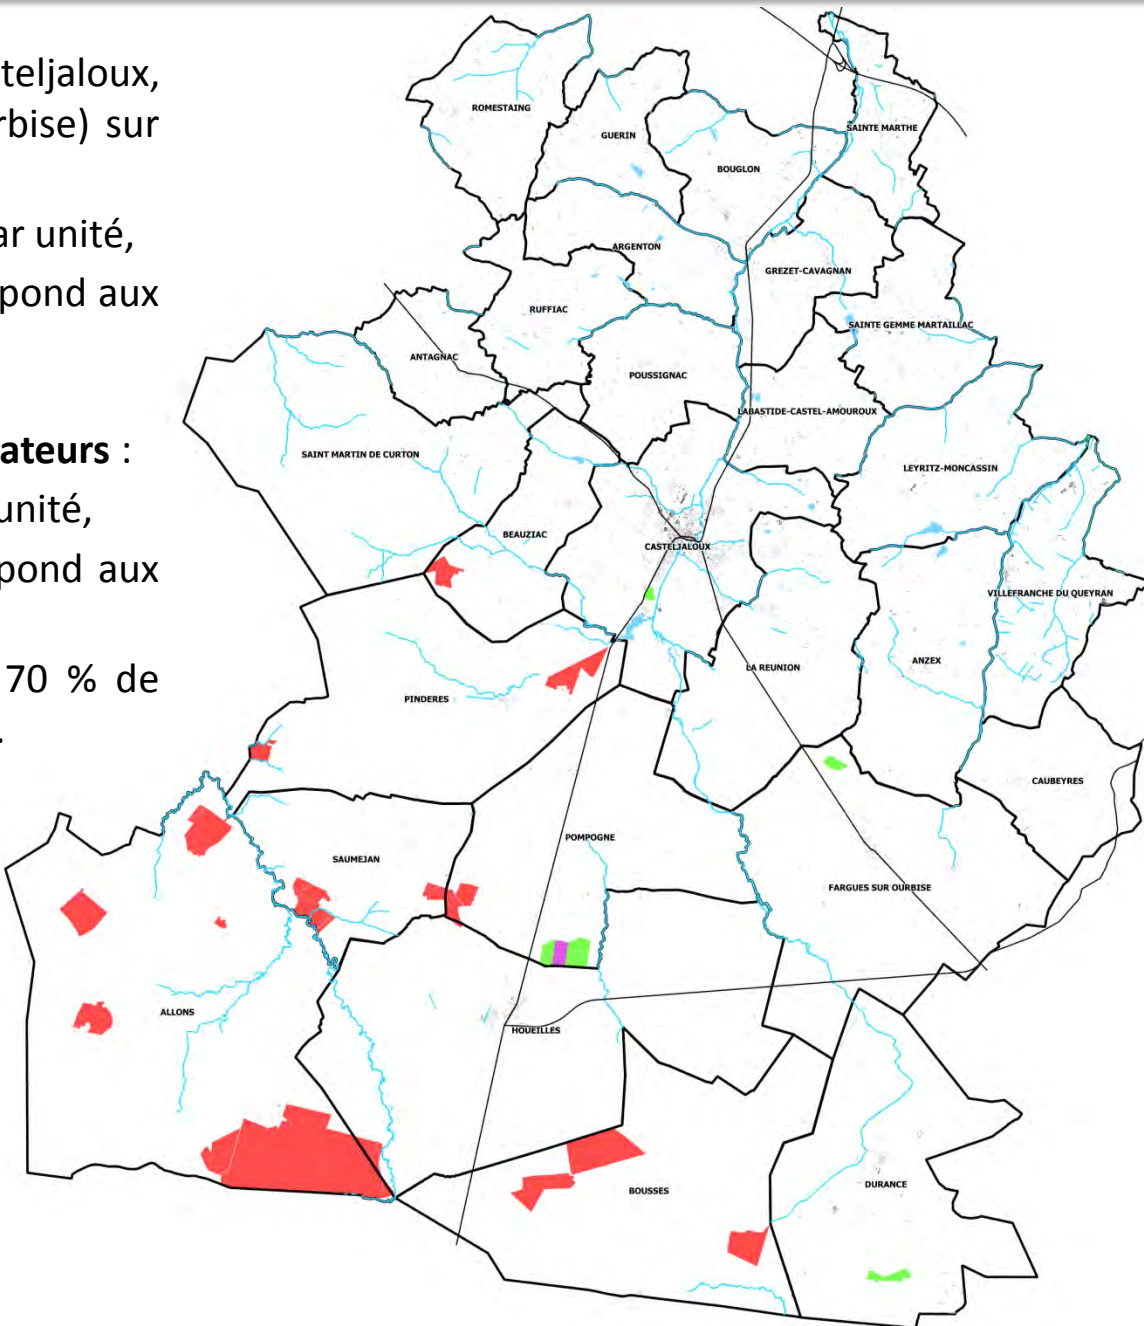 teljaloux,
rbise) sur
ar unité,
pond aux
ateurs :
unité,
pond aux
70 % de
.
ROMESTAING
GUERIN
SAINTE MARTHE
BOUGLON
ARGENTON
GREZET-CAVAGNAN
RUFFIAC
SAINTE GEMME MARTAILLAC
ANTAGNAC
POUSSIGNAC
LABASTIDE-CASTEL-AMOUROUX
SAINT MARTIN DE CURTON
LEYRITZ-MONCASSIN
BEAUZIAC
CASTELJALOUX
VILLEFRANCHE DU QUEYRAN
ANZEX
LA REUNION
PINDERES
CAUBEYRES
POMPOGNE
SAUMEJAN
FARGUES SUR OURBISE
ALLONS
HOUEILLES
DURANCE
BOUSSES